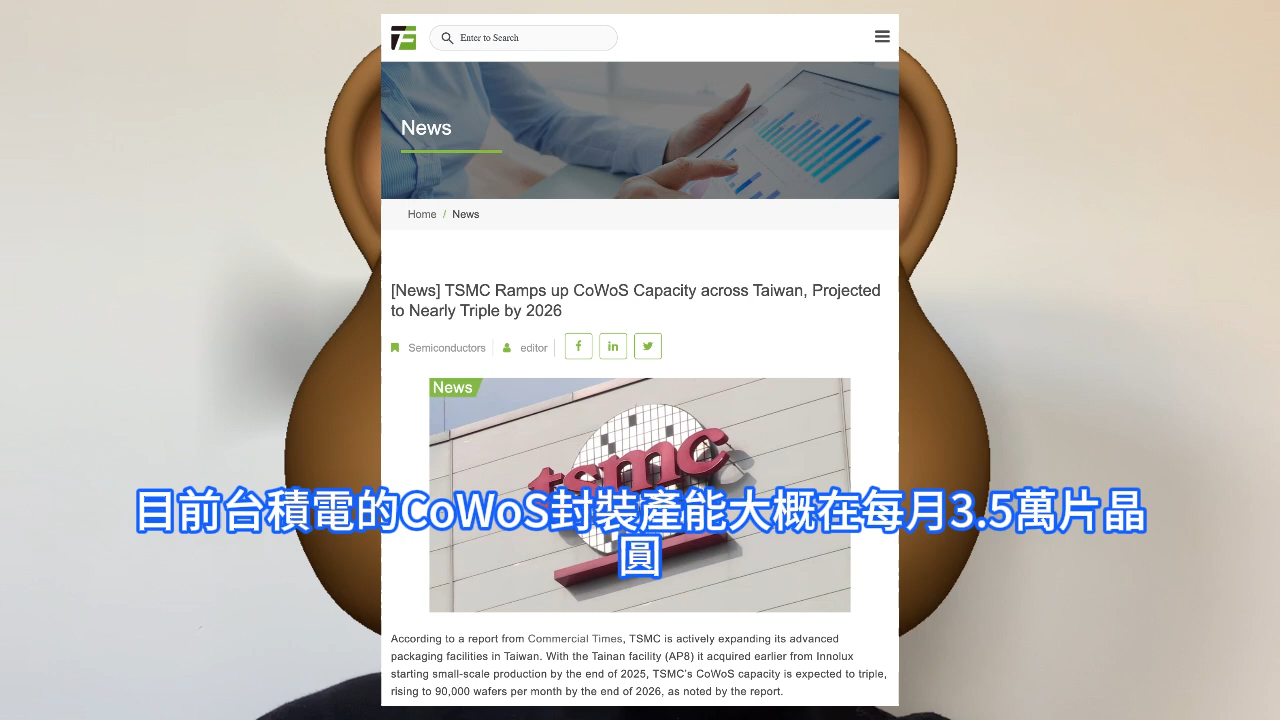 Enter to Search
News
Home / News
[News] TSMC Ramps up CoWoS Capacity across Taiwan, Projected
to Nearly Triple by 2026
Semiconductors
editor
News
tsmc
目前台積電的CoWoS封裝產能大概在每月3.5萬片晶
圓
According to a report from Commercial Times, TSMC is actively expanding its advanced
packaging facilities in Taiwan. With the Tainan facility (AP8) it acquired earlier from Innolux
starting small-scale production by the end of 2025, TSMC's CoWoS capacity is expected to triple,
rising to 90,000 wafers per month by the end of 2026, as noted by the report.